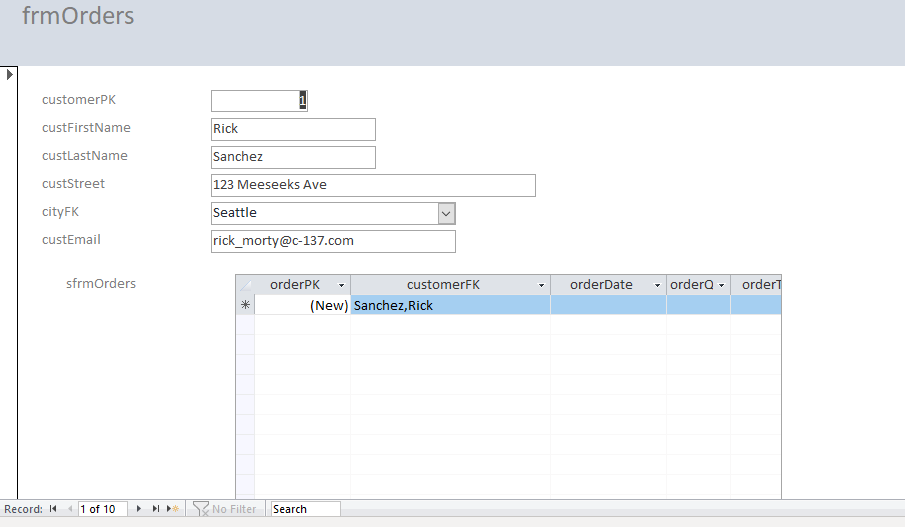 frmOrders
customerPK 1
custFirstName Rick
custLastName Sanchez
custStreet 123 Meeseeks Ave
cityFK Seattle
custEmail rick_morty@c-137.com
sfrmOrders
orderPK customerFK orderDate orderQ orderT
(New) Sanchez,Rick
Record: 1 of 10 No Filter Search